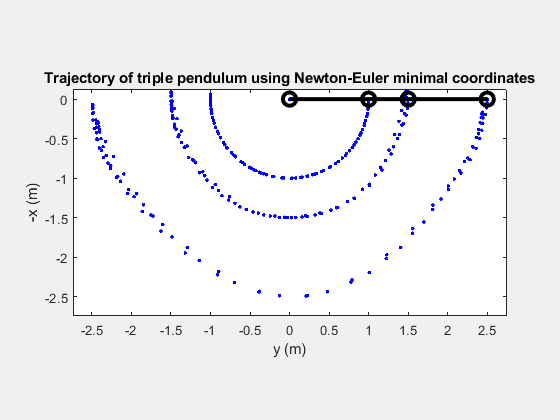 Trajectory of triple pendulum using Newton-Euler minimal coordinates
0
-0.5
-1
-1.5
-2
-2.5
-x (m)
-2.5 -2 -1.5 -1 -0.5 0 0.5 1 1.5 2 2.5
y (m)